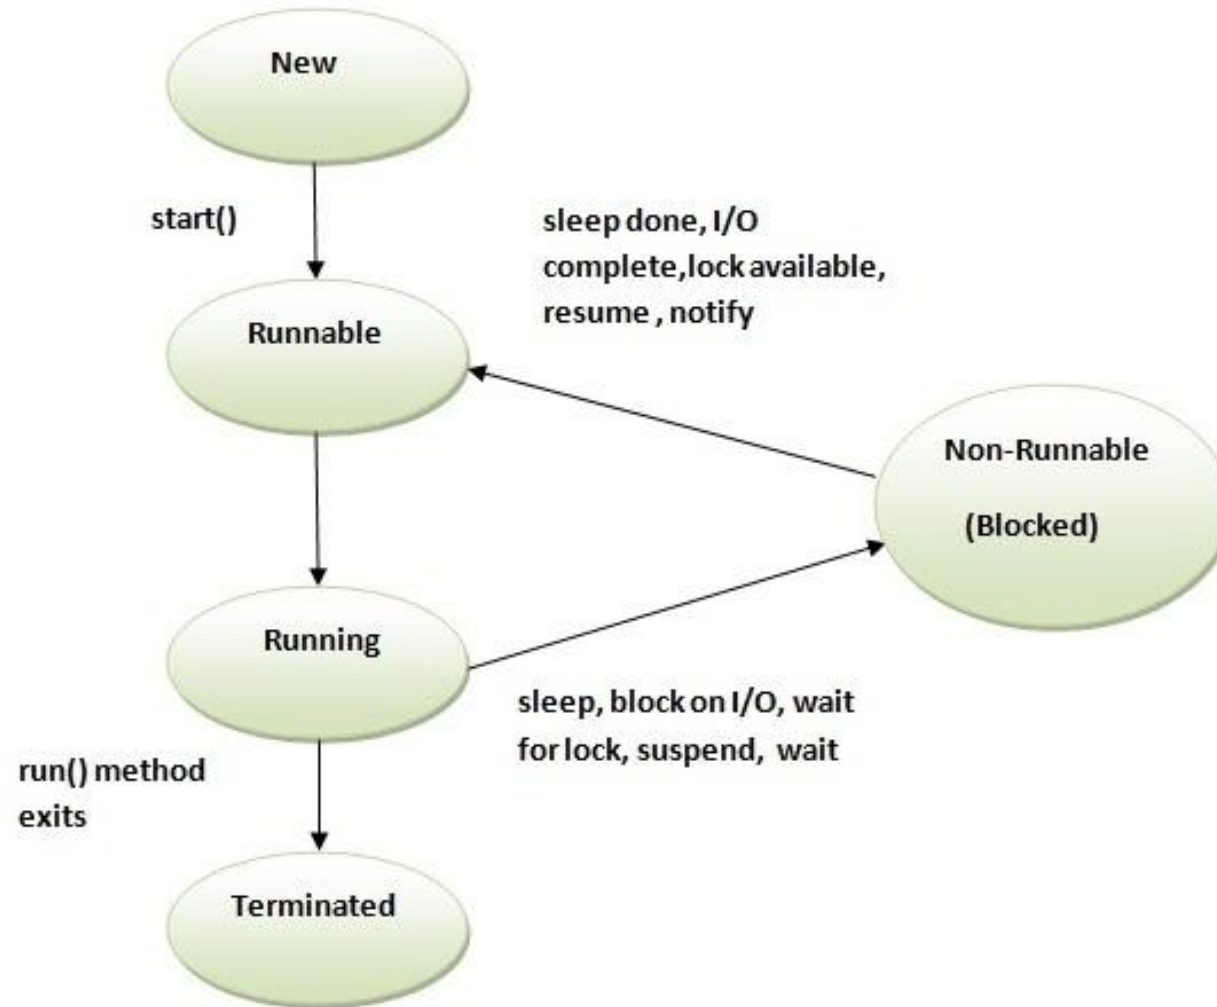 New
start()
sleep done, I/O
complete,lock available,
resume , notify
Runnable
Non-Runnable
(Blocked)
Running
sleep, block on I/O, wait
for lock, suspend, wait
run() method
exits
Terminated